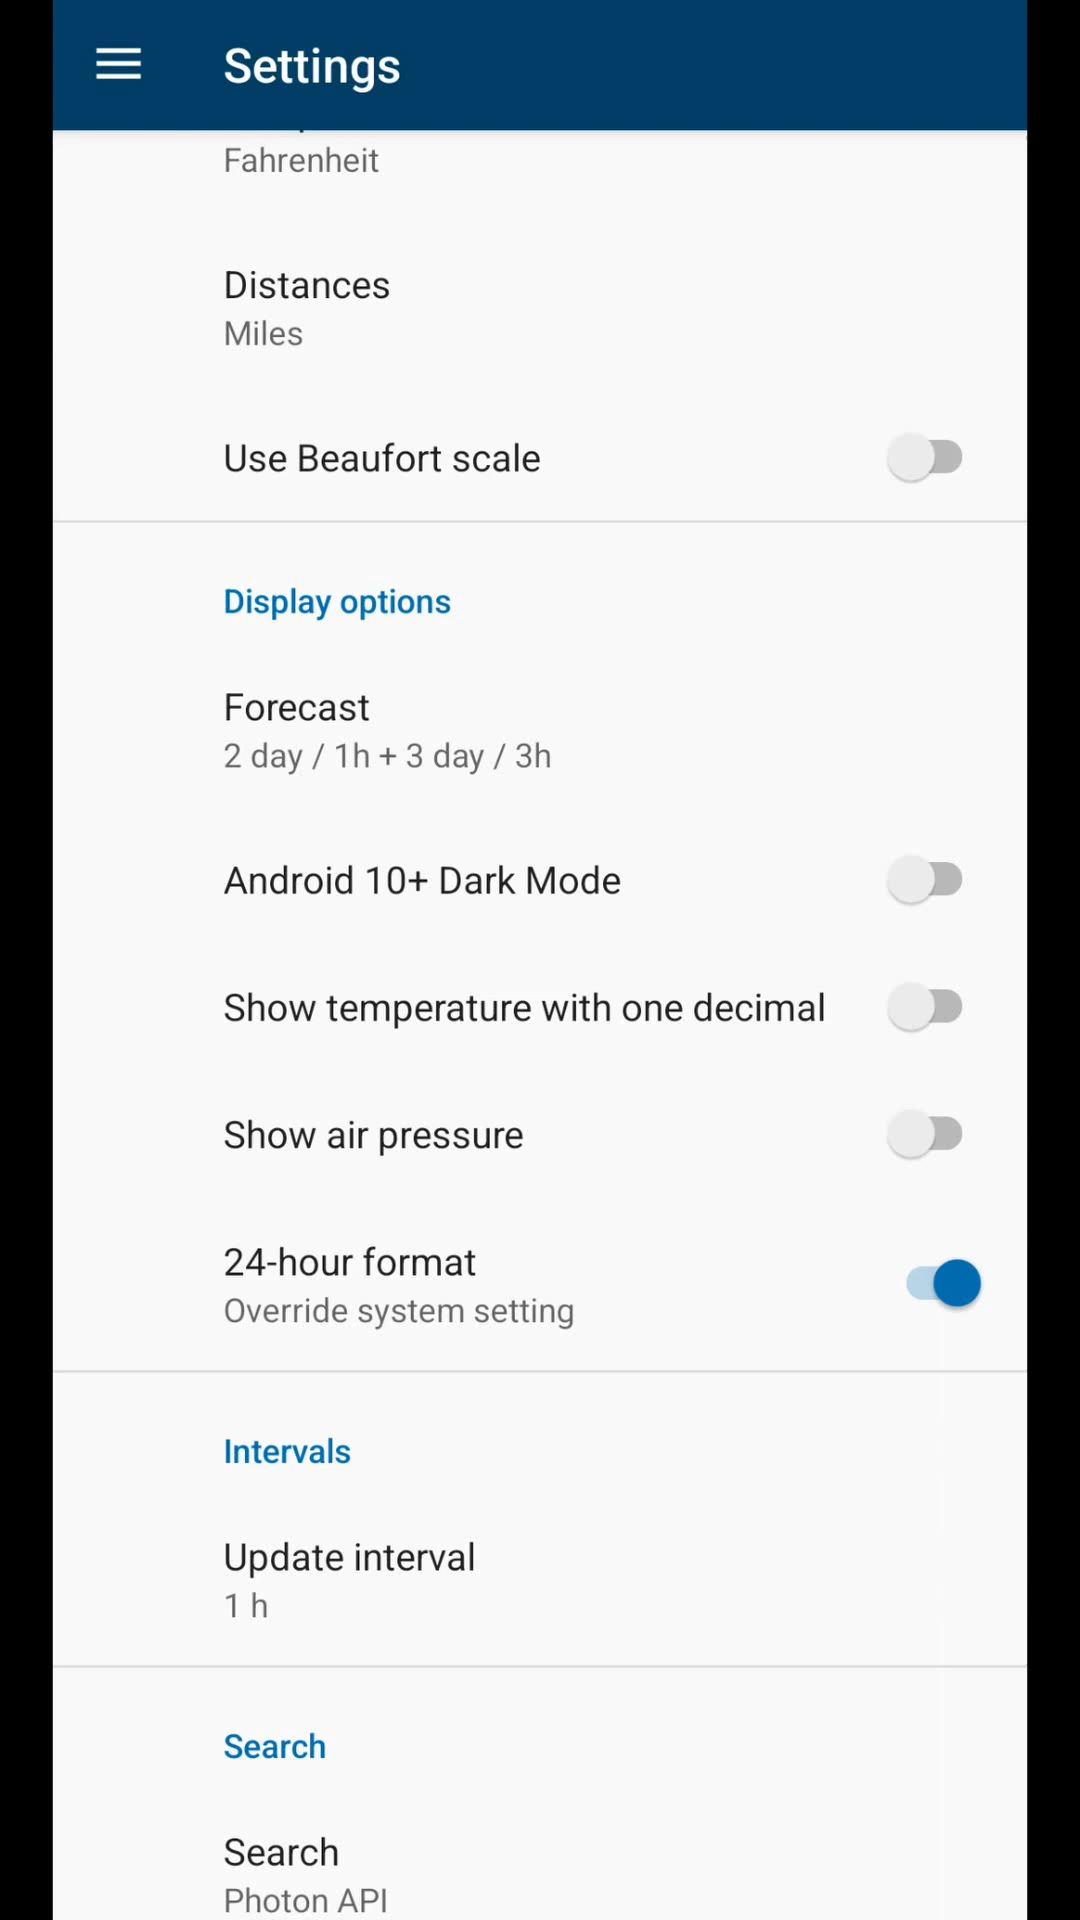 Settings
Fahrenheit
Distances
Miles
Use Beaufort scale
Display options
Forecast
2 day / 1h + 3 day / 3h
Android 10+ Dark Mode
Show temperature with one decimal
Show air pressure
24-hour format
Override system setting
Intervals
Update interval
1 h
Search
Search
Photon API